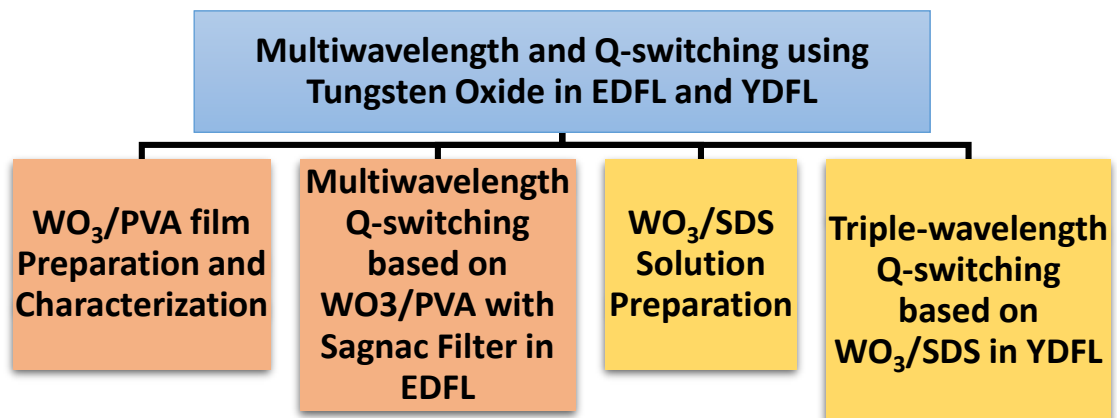 Multiwavelength and Q-switching using
Tungsten Oxide in EDFL and YDFL
WO₃/PVA film
Preparation and
Characterization
Multiwavelength
Q-switching
based on
WO3/PVA with
Sagnac Filter in
EDFL
WO₃/SDS
Solution
Preparation
Triple-wavelength
Q-switching
based on
WO₃/SDS in YDFL